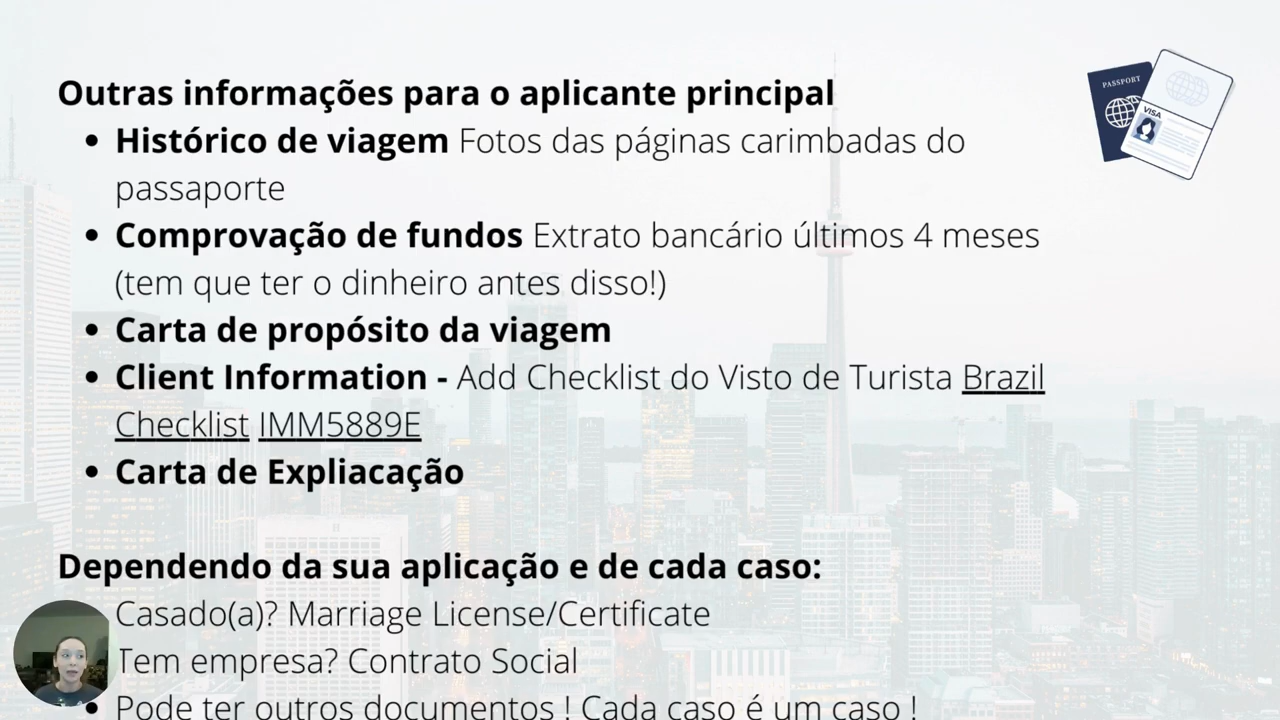 Outras informações para o aplicante principal
• Histórico de viagem Fotos das páginas carimbadas do
passaporte
• Comprovação de fundos Extrato bancário últimos 4 meses
(tem que ter o dinheiro antes disso!)
• Carta de propósito da viagem
• Client Information - Add Checklist do Visto de Turista Brazil
Checklist IMM5889E
• Carta de Expliacação
Dependendo da sua aplicação e de cada caso:
Casado(a)? Marriage License/Certificate
Tem empresa? Contrato Social
• Pode ter outros documentos ! Cada caso é um caso !
PASSPORT
VISA